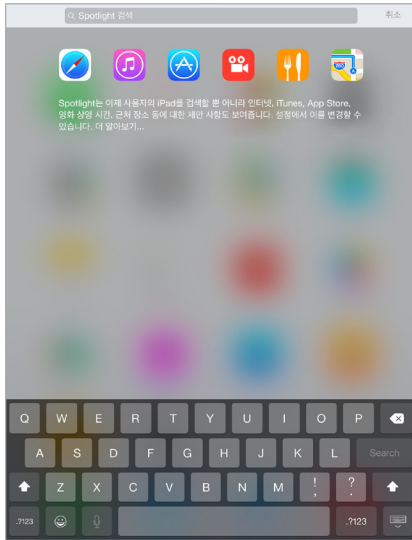 Spotlight 검색 취소
Spotlight는 이제 사용자의 iPad를 검색할 뿐 아니라 인터넷, iTunes, App Store,
영화 상영 시간, 근처 장소 등에 대한 제안 사항도 보여줍니다. 설정에서 이를 변경할 수
있습니다. 더 알아보기...
Q W E R T Y U I O P
A S D F G H J K L Search
Z X C V B N M ! , ? .
.?123 .?123